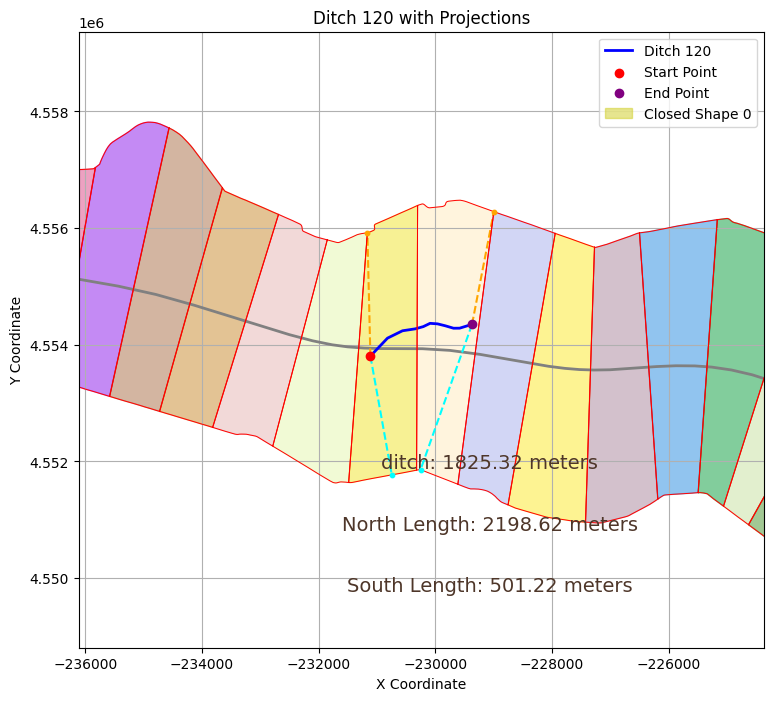 Ditch 120 with Projections
1e6
Ditch 120
Start Point
End Point
Closed Shape 0
4.558
4.556
4.554
4.552
4.550
Y Coordinate
ditch: 1825.32 meters
North Length: 2198.62 meters
South Length: 501.22 meters
−236000 −234000 −232000 −230000 −228000 −226000
X Coordinate